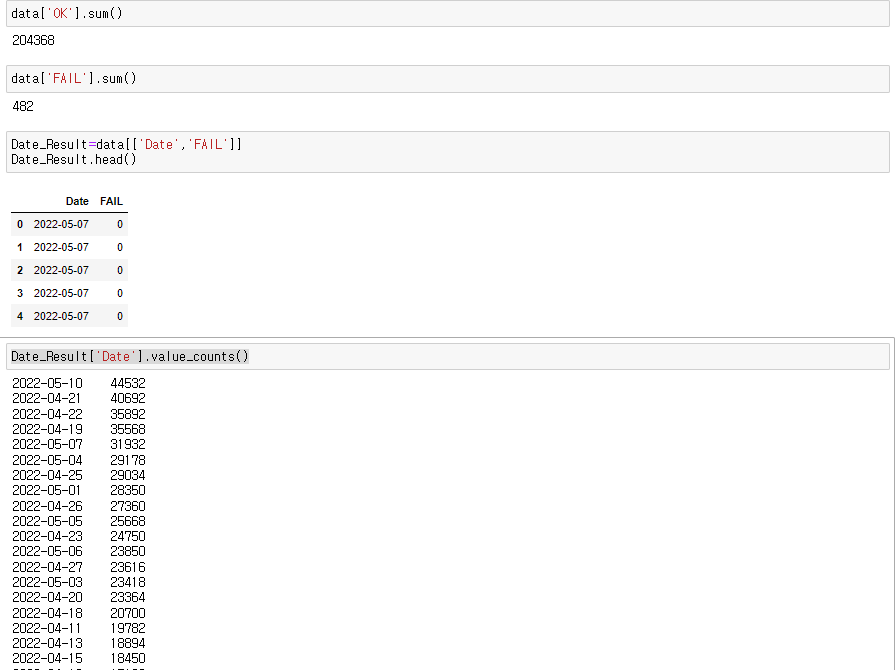 data['OK'].sum()
204368
data['FAIL'].sum()
482
Date_Result=data[['Date','FAIL']]
Date_Result.head()
Date FAIL
0 2022-05-07 0
1 2022-05-07 0
2 2022-05-07 0
3 2022-05-07 0
4 2022-05-07 0
Date_Result['Date'].value_counts()
2022-05-10 44532
2022-04-21 40692
2022-04-22 35892
2022-04-19 35568
2022-05-07 31932
2022-05-04 29178
2022-04-25 29034
2022-05-01 28350
2022-04-26 27360
2022-05-05 25668
2022-04-23 24750
2022-05-06 23850
2022-04-27 23616
2022-05-03 23418
2022-04-20 23364
2022-04-18 20700
2022-04-11 19782
2022-04-13 18894
2022-04-15 18450